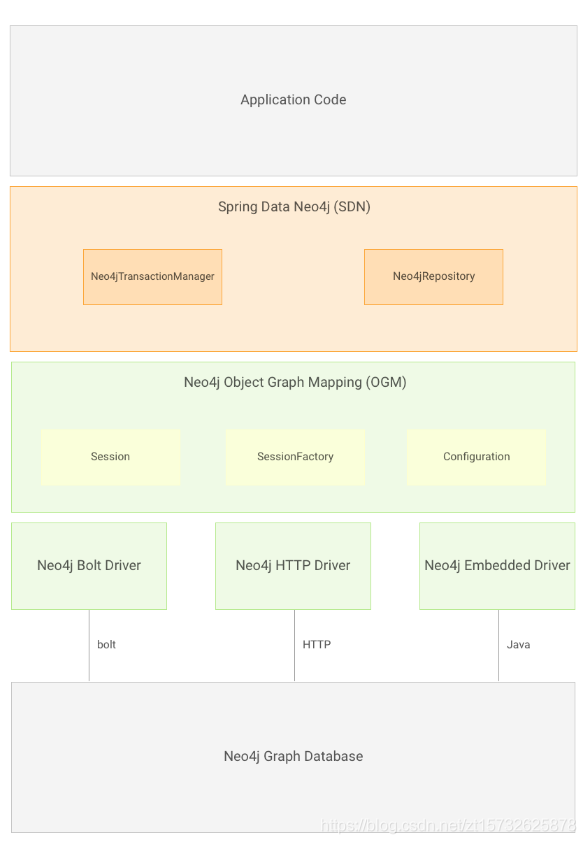 Application Code
Spring Data Neo4j (SDN)
Neo4jTransactionManager
Neo4jRepository
Neo4j Object Graph Mapping (OGM)
Session
SessionFactory
Configuration
Neo4j Bolt Driver
Neo4j HTTP Driver
Neo4j Embedded Driver
bolt
HTTP
Java
Neo4j Graph Database
https://blog.csdn.net/zt15732625878